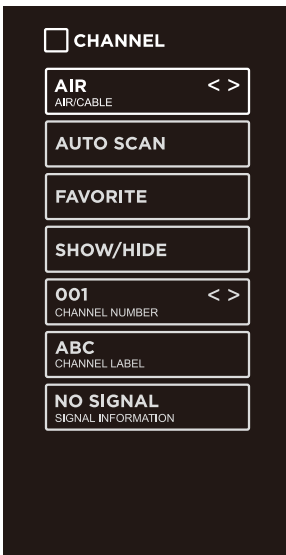 CHANNEL
AIR < >
AIR/CABLE
AUTO SCAN
FAVORITE
SHOW/HIDE
001 < >
CHANNEL NUMBER
ABC
CHANNEL LABEL
NO SIGNAL
SIGNAL INFORMATION